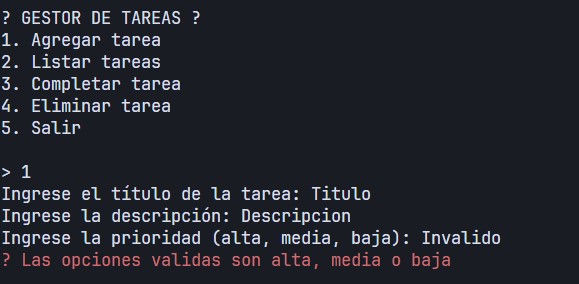 ? GESTOR DE TAREAS ?
1. Agregar tarea
2. Listar tareas
3. Completar tarea
4. Eliminar tarea
5. Salir
> 1
Ingrese el título de la tarea: Titulo
Ingrese la descripción: Descripcion
Ingrese la prioridad (alta, media, baja): Invalido
? Las opciones validas son alta, media o baja